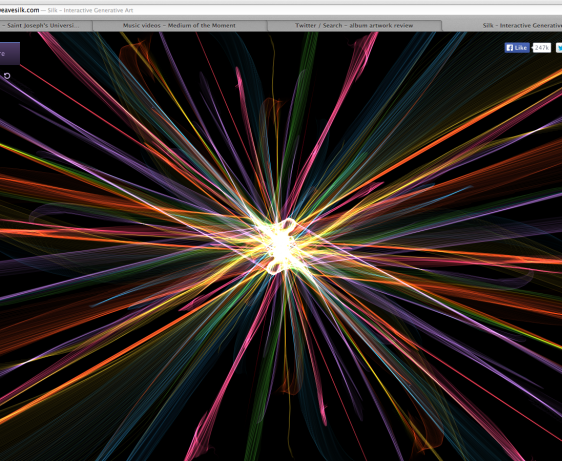 eavesilk.com — Silk - Interactive Generative Art
- Saint Joseph's Universi... Music videos - Medium of the Moment Twitter / Search - album artwork review Silk - Interactive Generative
Like 247k